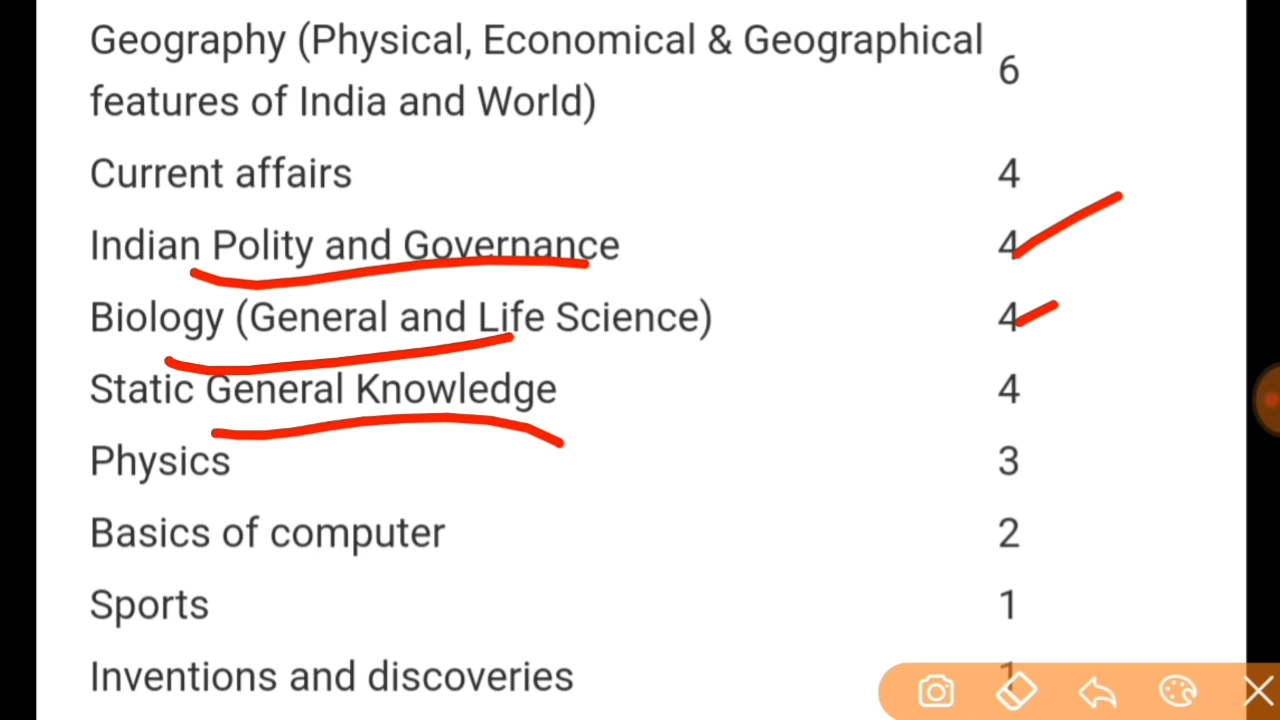 Geography (Physical, Economical & Geographical
features of India and World) 6
Current affairs 4
Indian Polity and Governance 4
Biology (General and Life Science) 4
Static General Knowledge 4
Physics 3
Basics of computer 2
Sports 1
Inventions and discoveries 1